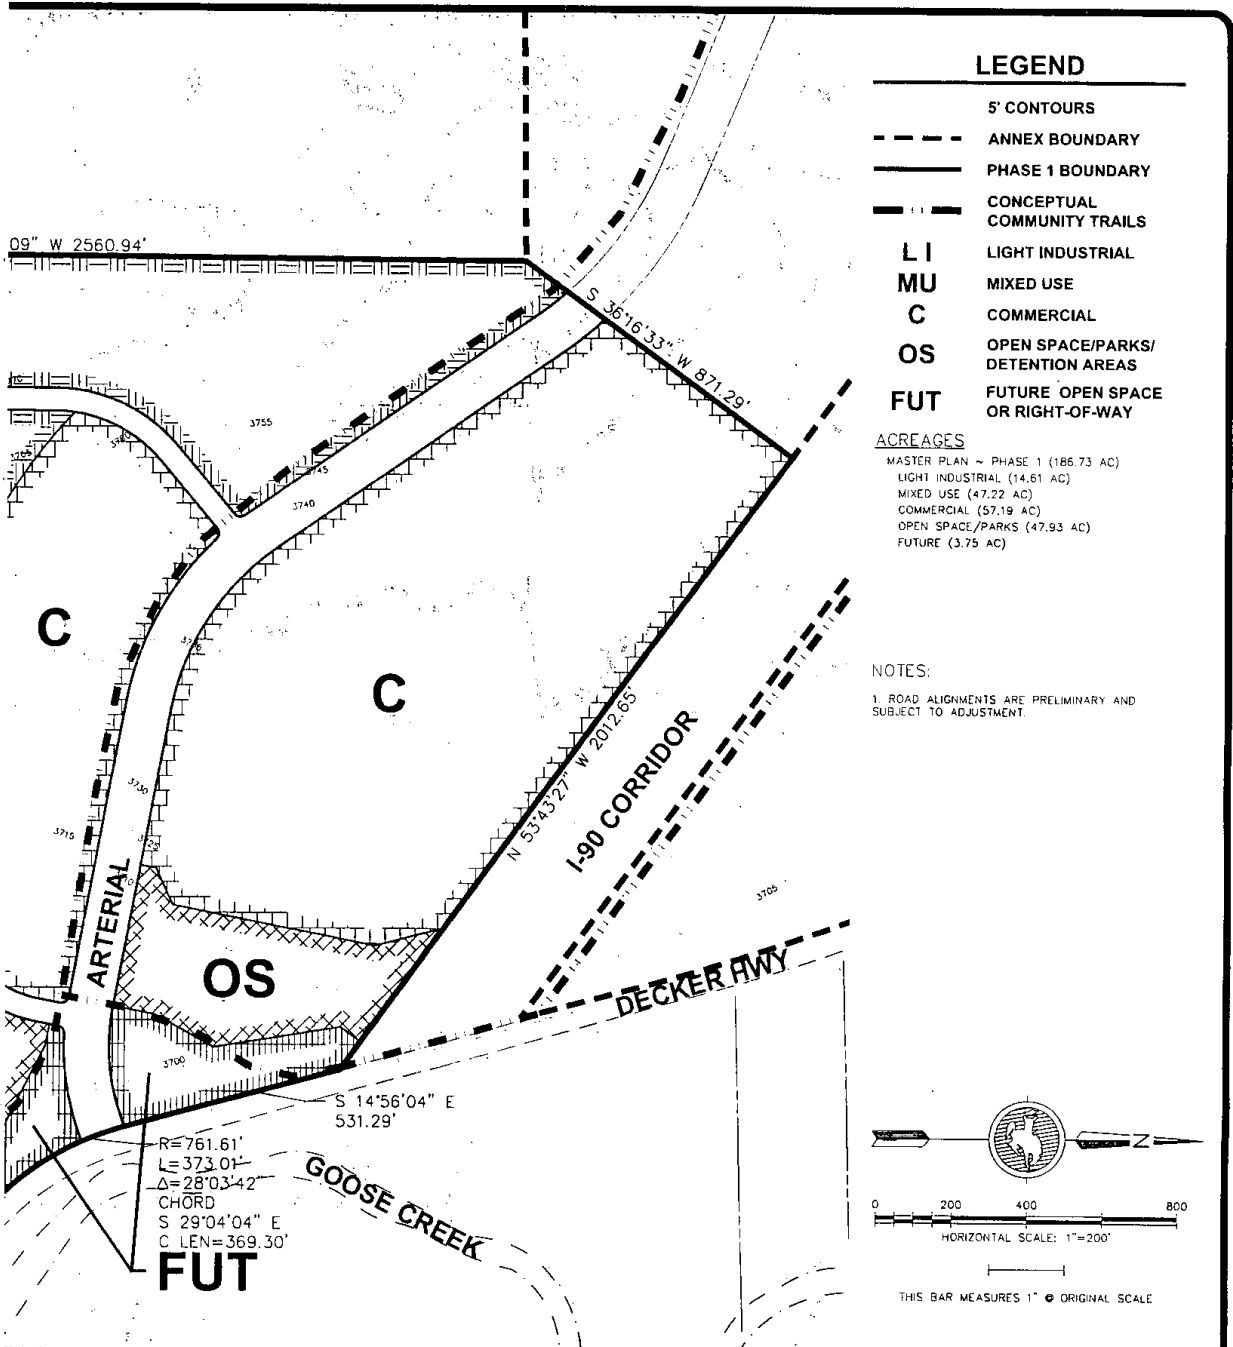 LEGEND
5' CONTOURS
ANNEX BOUNDARY
PHASE 1 BOUNDARY
CONCEPTUAL
COMMUNITY TRAILS
L I LIGHT INDUSTRIAL
MU MIXED USE
C COMMERCIAL
OS OPEN SPACE/PARKS/
DETENTION AREAS
FUT FUTURE OPEN SPACE
OR RIGHT-OF-WAY
ACREAGES
MASTER PLAN ~ PHASE 1 (186.73 AC)
LIGHT INDUSTRIAL (14.61 AC)
MIXED USE (47.22 AC)
COMMERCIAL (57.19 AC)
OPEN SPACE/PARKS (47.93 AC)
FUTURE (3.75 AC)
NOTES:
1. ROAD ALIGNMENTS ARE PRELIMINARY AND
SUBJECT TO ADJUSTMENT.
09" W 2560.94'
S 36°16'33" W 871.29'
3755
3745
3740
C
C
N 53°43'27" W 2012.65'
I-90 CORRIDOR
3730
3715
3705
ARTERIAL
OS
DECKER HWY
3700
S 14°56'04" E
531.29'
R=761.61'
L=373.01'
Δ=28°03'42"
CHORD
S 29°04'04" E
C LEN=369.30'
FUT
GOOSE CREEK
N
0 200 400 800
HORIZONTAL SCALE: 1"=200'
THIS BAR MEASURES 1" @ ORIGINAL SCALE